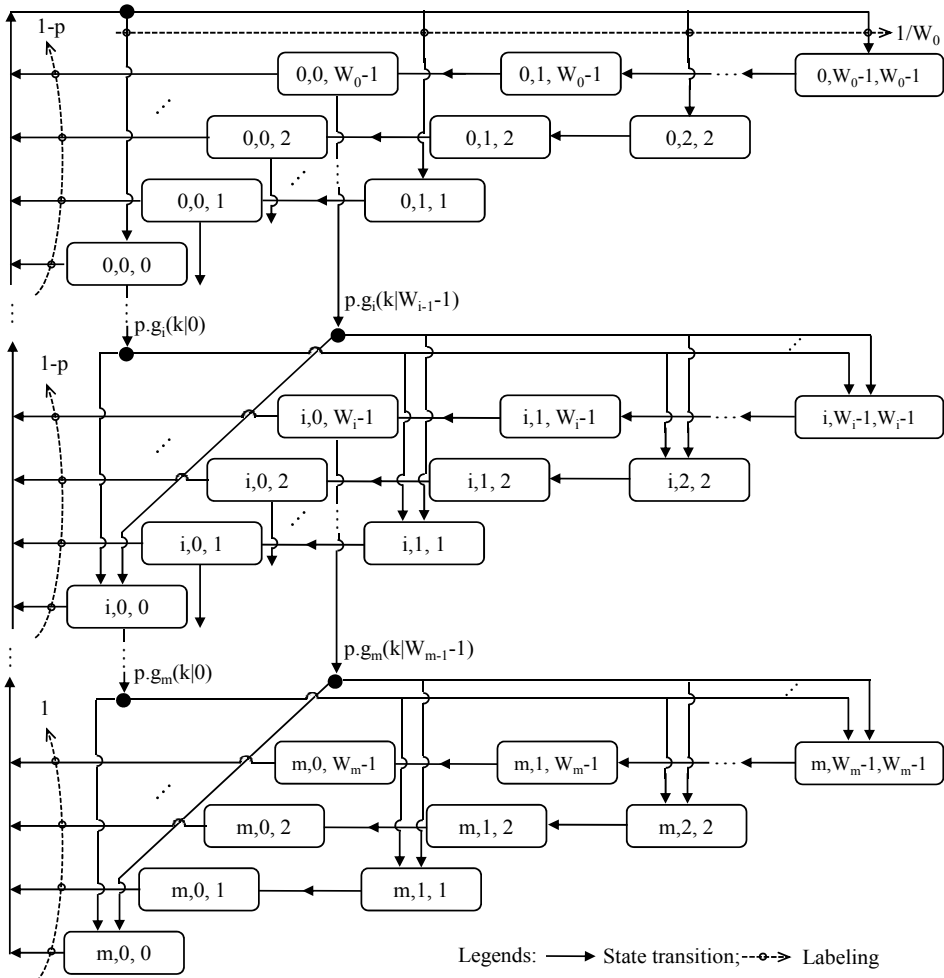 1-p
1/W₀
0,0, W₀-1
0,1, W₀-1
...
0,W₀-1,W₀-1
...
0,0, 2
0,1, 2
0,2, 2
...
...
0,0, 1
0,1, 1
0,0, 0
...
p.gᵢ(k|Wᵢ₋₁-1)
p.gᵢ(k|0)
1-p
...
i,0, Wᵢ-1
i,1, Wᵢ-1
...
i,Wᵢ-1,Wᵢ-1
...
i,0, 2
i,1, 2
i,2, 2
...
...
i,0, 1
i,1, 1
i,0, 0
...
p.gₘ(k|Wₘ₋₁-1)
p.gₘ(k|0)
1
...
m,0, Wₘ-1
m,1, Wₘ-1
...
m,Wₘ-1,Wₘ-1
...
m,0, 2
m,1, 2
m,2, 2
m,0, 1
m,1, 1
m,0, 0
Legends: State transition; Labeling